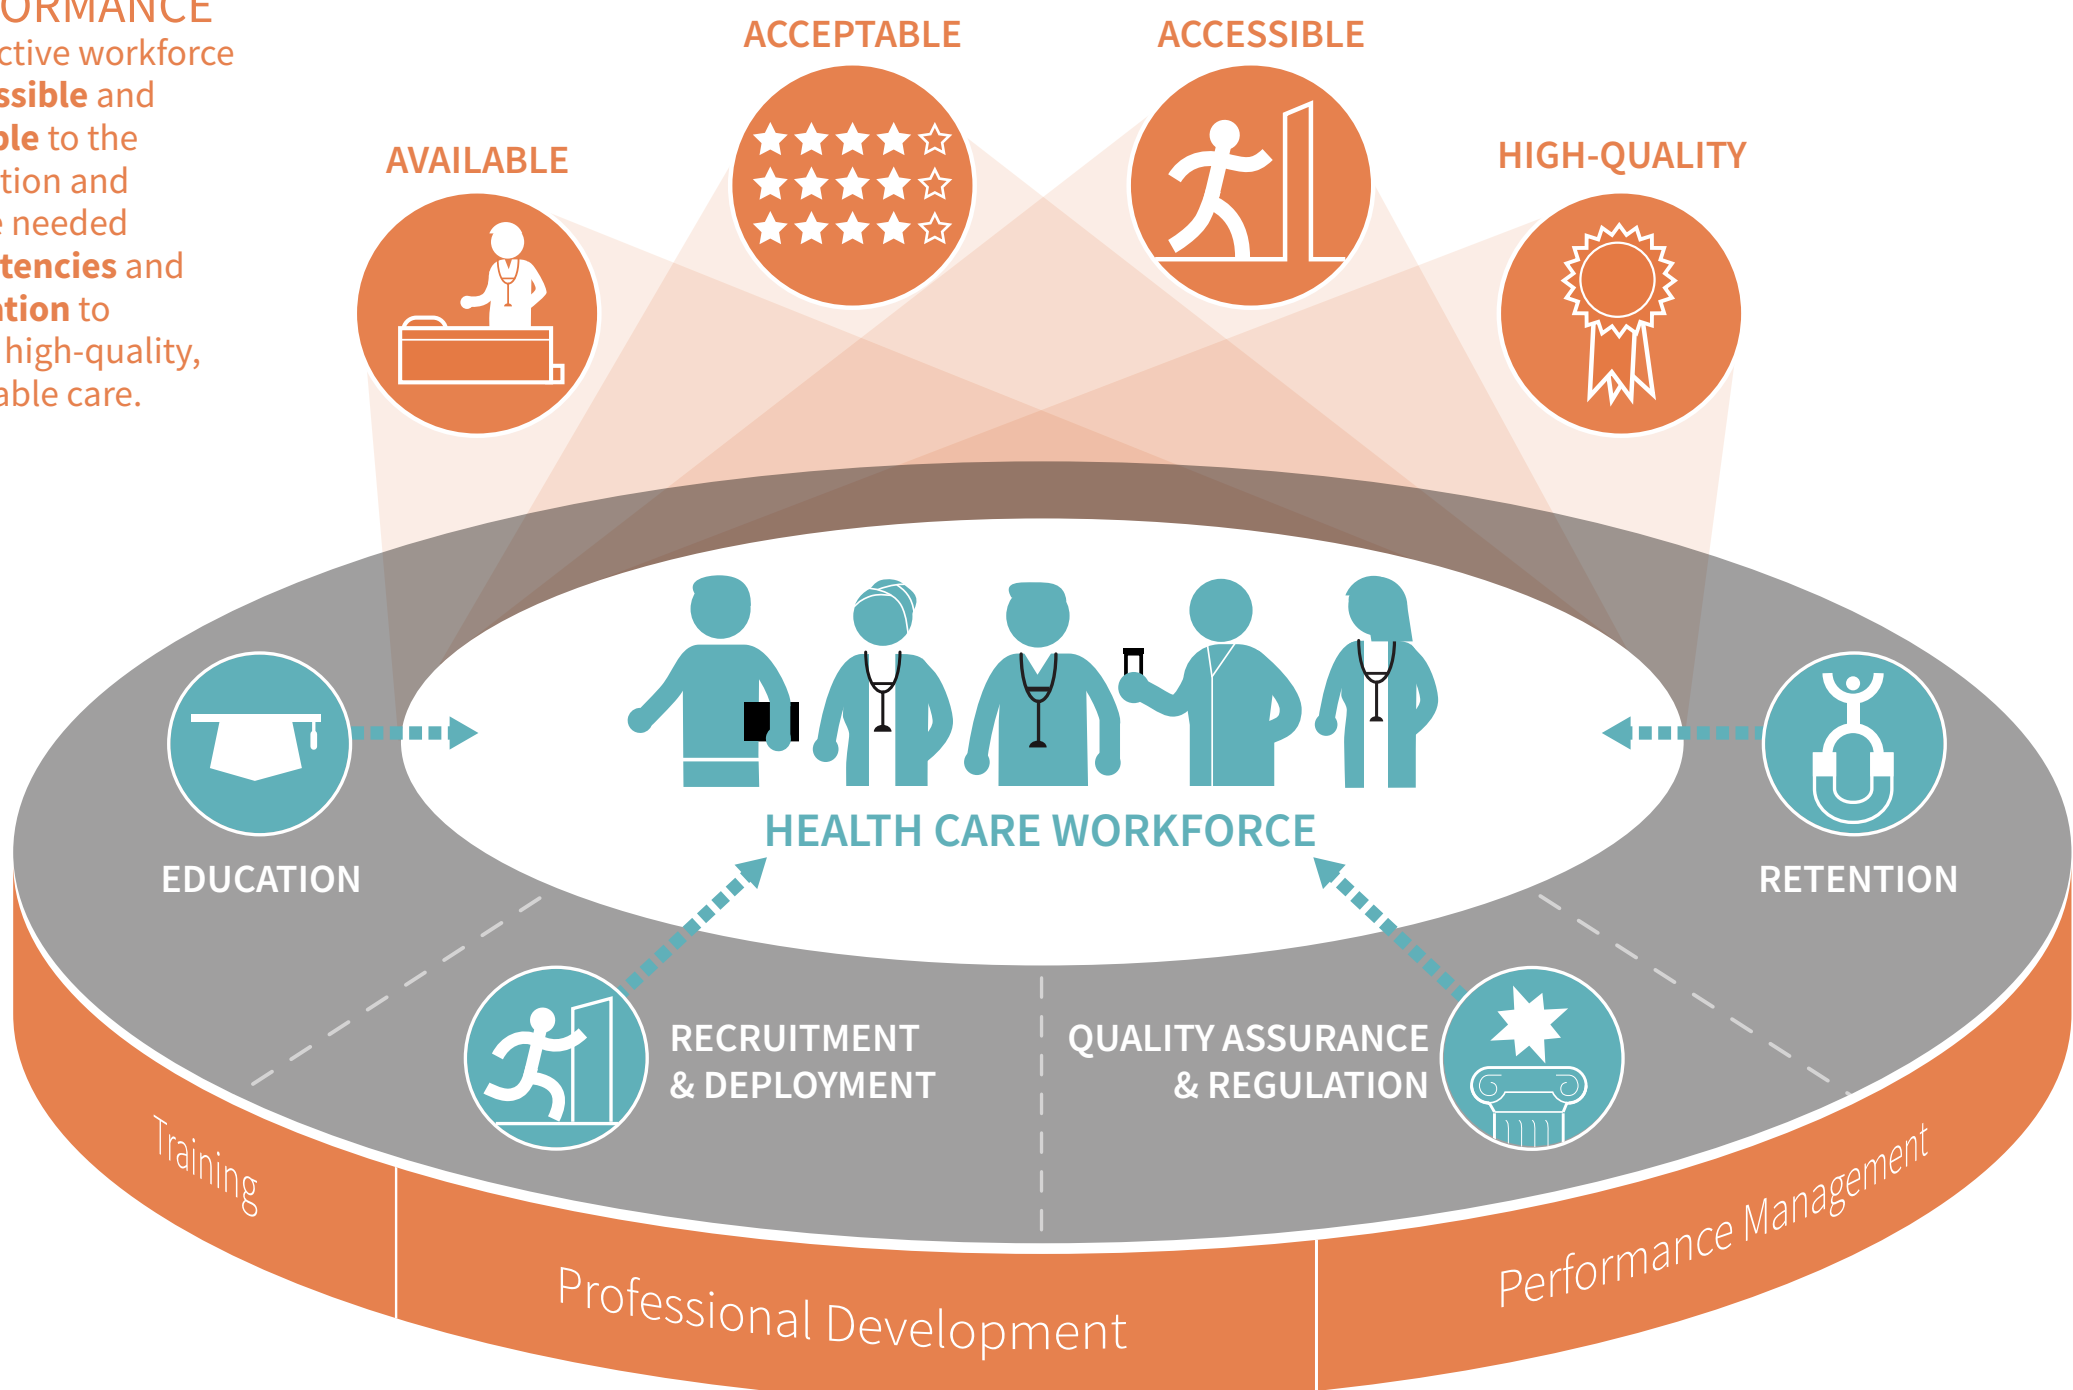 ORMANCE
ctive workforce
ssible and
ble to the
tion and
e needed
tencies and
ation to
high-quality,
able care.
ACCEPTABLE
ACCESSIBLE
AVAILABLE
HIGH-QUALITY
HEALTH CARE WORKFORCE
EDUCATION
RETENTION
RECRUITMENT
& DEPLOYMENT
QUALITY ASSURANCE
& REGULATION
Training
Professional Development
Performance Management